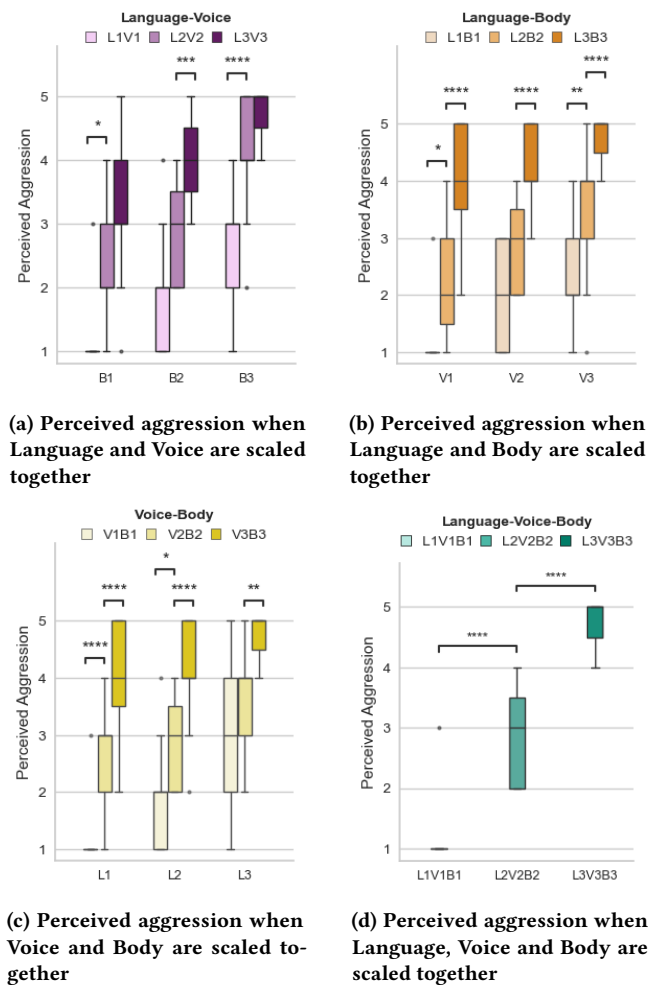 Language-Voice
L1V1 L2V2 L3V3
Perceived Aggression
5
4
3
2
1
* *** ****
B1 B2 B3
(a) Perceived aggression when
Language and Voice are scaled
together
Language-Body
L1B1 L2B2 L3B3
Perceived Aggression
5
4
3
2
1
* **** **** ** ****
V1 V2 V3
(b) Perceived aggression when
Language and Body are scaled
together
Voice-Body
V1B1 V2B2 V3B3
Perceived Aggression
5
4
3
2
1
**** **** * **** **
L1 L2 L3
(c) Perceived aggression when
Voice and Body are scaled to-
gether
Language-Voice-Body
L1V1B1 L2V2B2 L3V3B3
Perceived Aggression
5
4
3
2
1
**** ****
L1V1B1 L2V2B2 L3V3B3
(d) Perceived aggression when
Language, Voice and Body are
scaled together